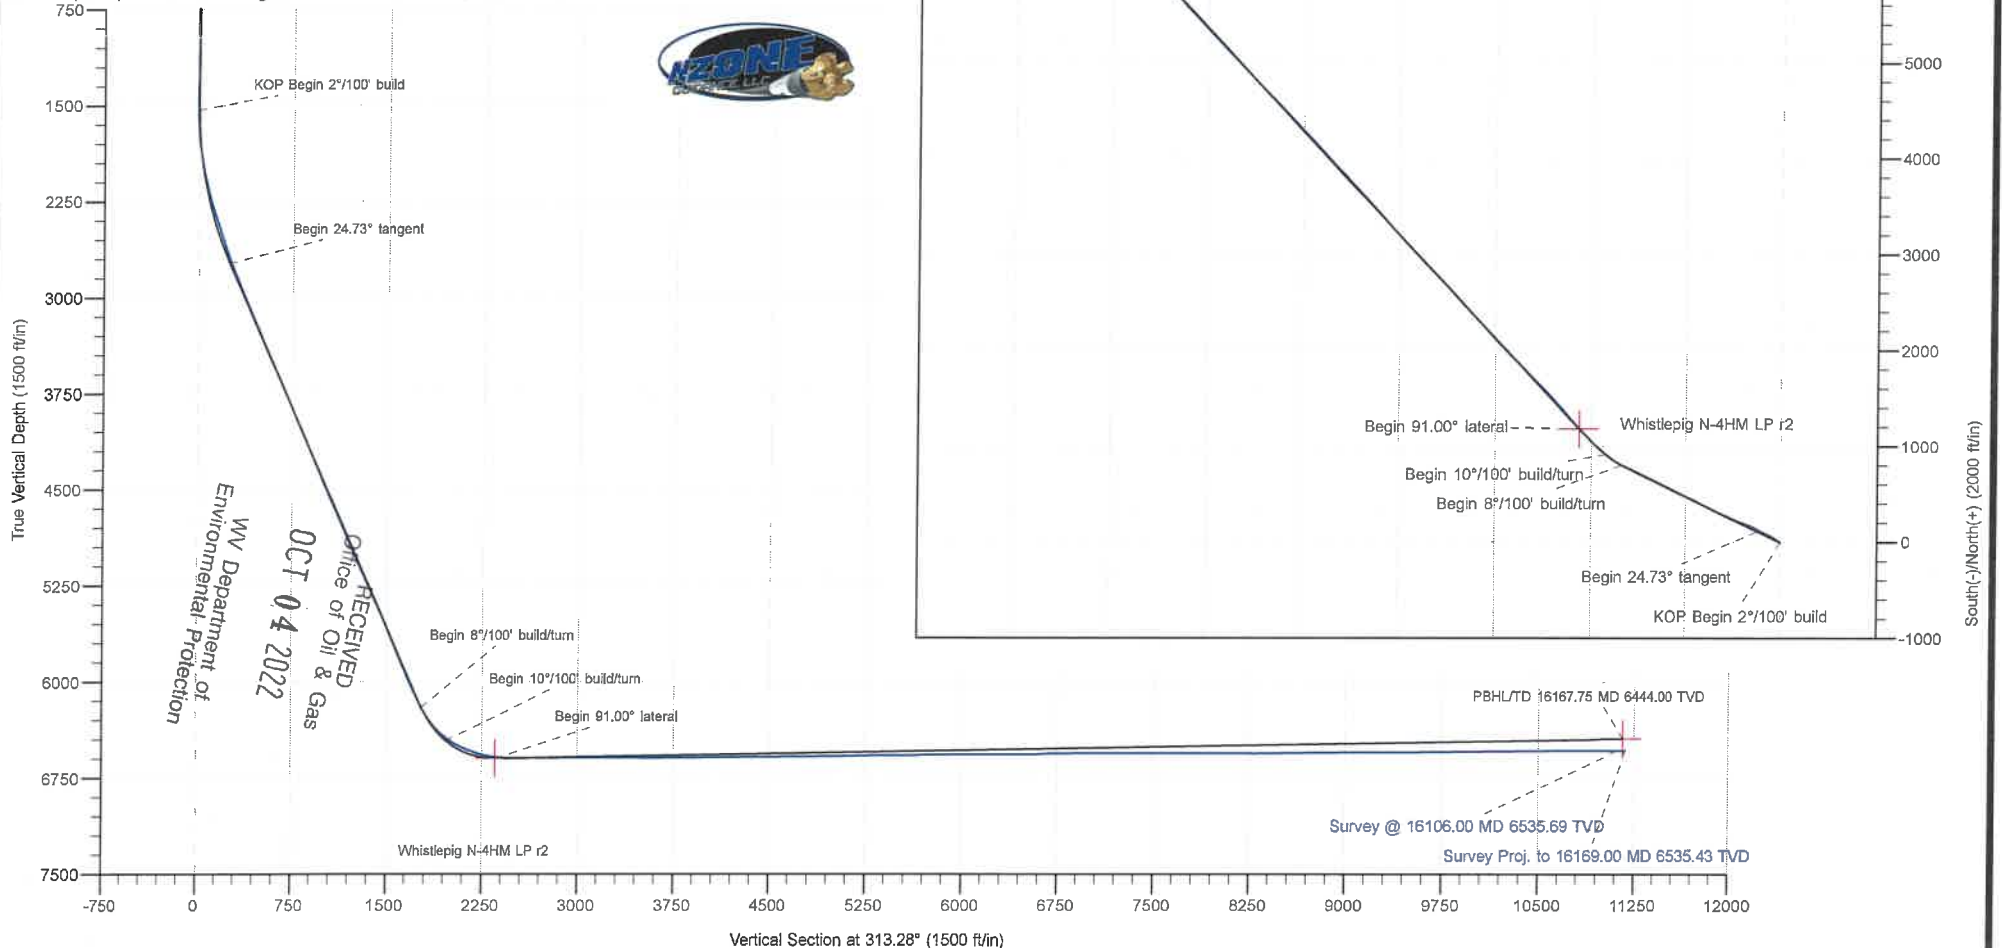 750
1500
2250
3000
3750
4500
5250
6000
6750
7500
True Vertical Depth (1500 ft/in)
KOP Begin 2°/100' build
Begin 24.73° tangent
NZONE
RECEIVED
Office of Oil & Gas
OCT 04 2022
WV Department of
Environmental Protection
Begin 8°/100' build/turn
Begin 10°/100' build/turn
Begin 91.00° lateral
Whistlepig N-4HM LP r2
PBHL/TD 16167.75 MD 6444.00 TVD
Survey @ 16106.00 MD 6535.69 TVD
Survey Proj. to 16169.00 MD 6535.43 TVD
-750 0 750 1500 2250 3000 3750 4500 5250 6000 6750 7500 8250 9000 9750 10500 11250 12000
Vertical Section at 313.28° (1500 ft/in)
Begin 91.00° lateral
Whistlepig N-4HM LP r2
Begin 10°/100' build/turn
Begin 8°/100' build/turn
Begin 24.73° tangent
KOP Begin 2°/100' build
5000
4000
3000
2000
1000
0
-1000
South(-)/North(+) (2000 ft/in)